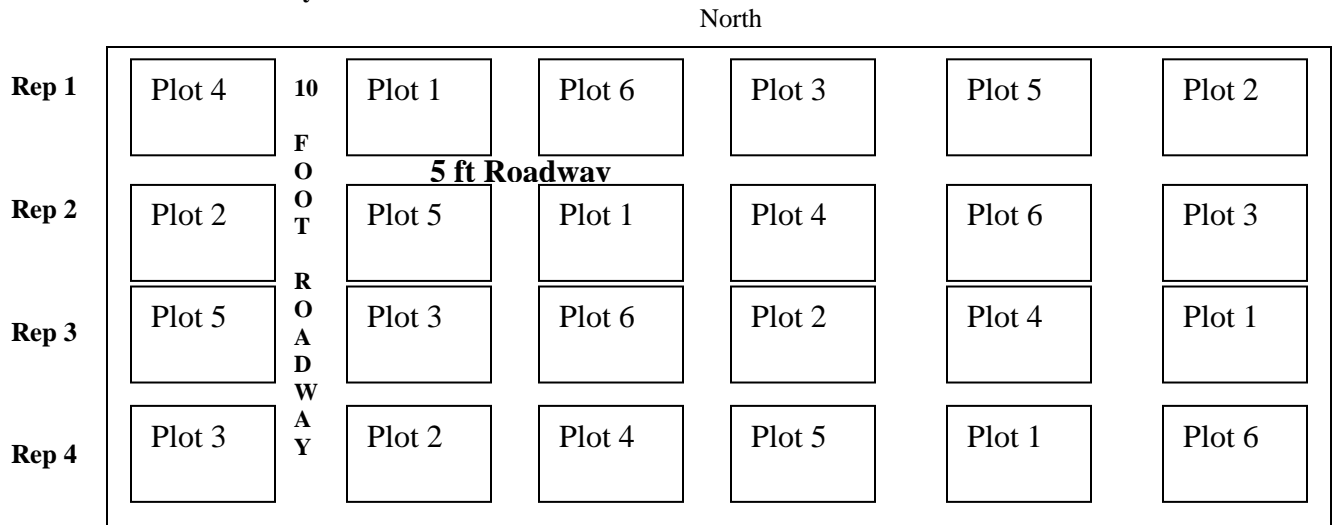 North
Rep 1 Plot 4 Plot 1 Plot 6 Plot 3 Plot 5 Plot 2
10 FOOT ROADWAY
5 ft Roadway
Rep 2 Plot 2 Plot 5 Plot 1 Plot 4 Plot 6 Plot 3
Rep 3 Plot 5 Plot 3 Plot 6 Plot 2 Plot 4 Plot 1
Rep 4 Plot 3 Plot 2 Plot 4 Plot 5 Plot 1 Plot 6